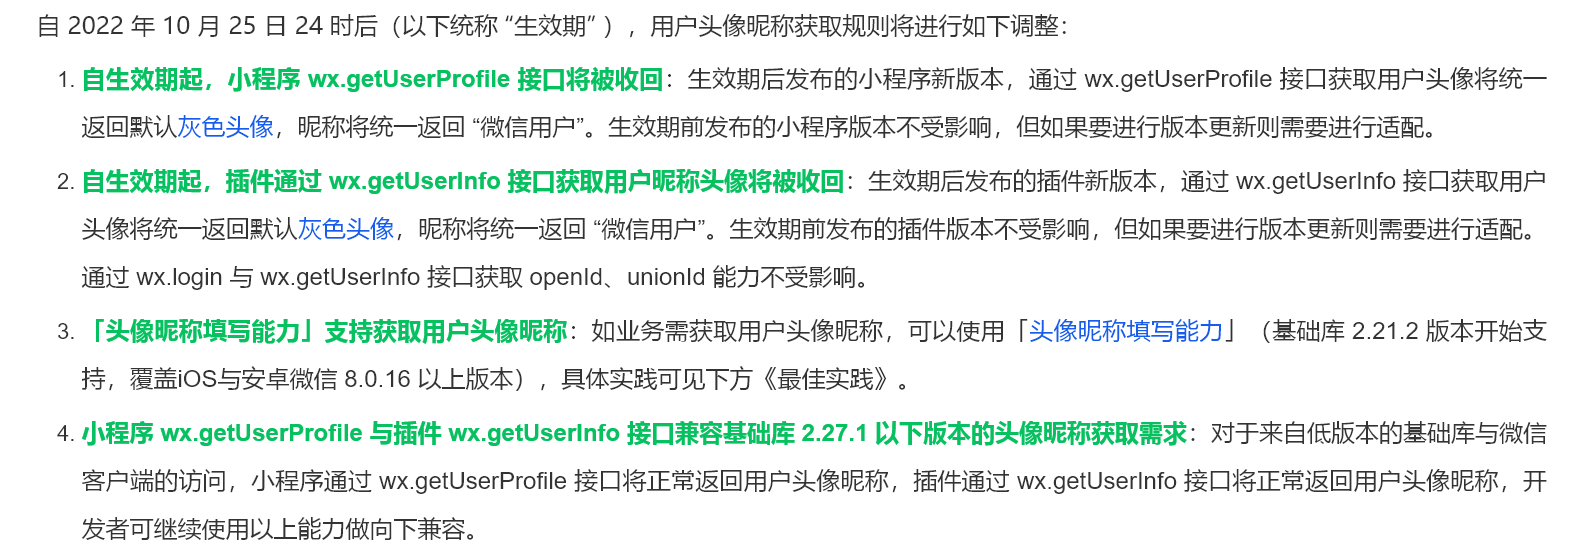 自 2022 年 10 月 25 日 24 时后（以下统称 “生效期” ），用户头像昵称获取规则将进行如下调整：
1. 自生效期起，小程序 wx.getUserProfile 接口将被收回：生效期后发布的小程序新版本，通过 wx.getUserProfile 接口获取用户头像将统一
返回默认灰色头像，昵称将统一返回 “微信用户”。生效期前发布的小程序版本不受影响，但如果要进行版本更新则需要进行适配。
2. 自生效期起，插件通过 wx.getUserInfo 接口获取用户昵称头像将被收回：生效期后发布的插件新版本，通过 wx.getUserInfo 接口获取用户
头像将统一返回默认灰色头像，昵称将统一返回 “微信用户”。生效期前发布的插件版本不受影响，但如果要进行版本更新则需要进行适配。
通过 wx.login 与 wx.getUserInfo 接口获取 openId、unionId 能力不受影响。
3. 「头像昵称填写能力」支持获取用户头像昵称：如业务需获取用户头像昵称，可以使用「头像昵称填写能力」（基础库 2.21.2 版本开始支
持，覆盖iOS与安卓微信 8.0.16 以上版本），具体实践可见下方《最佳实践》。
4. 小程序 wx.getUserProfile 与插件 wx.getUserInfo 接口兼容基础库 2.27.1 以下版本的头像昵称获取需求：对于来自低版本的基础库与微信
客户端的访问，小程序通过 wx.getUserProfile 接口将正常返回用户头像昵称，插件通过 wx.getUserInfo 接口将正常返回用户头像昵称，开
发者可继续使用以上能力做向下兼容。